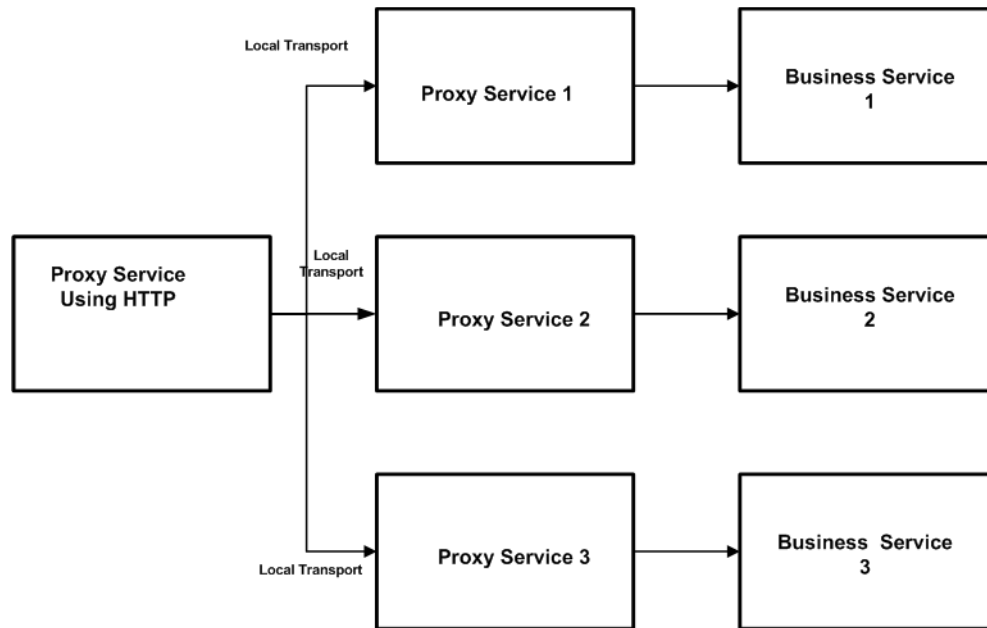 Local Transport
Proxy Service 1
Business Service
1
Proxy Service
Using HTTP
Local
Transport
Proxy Service 2
Business Service
2
Local Transport
Proxy Service 3
Business Service
3